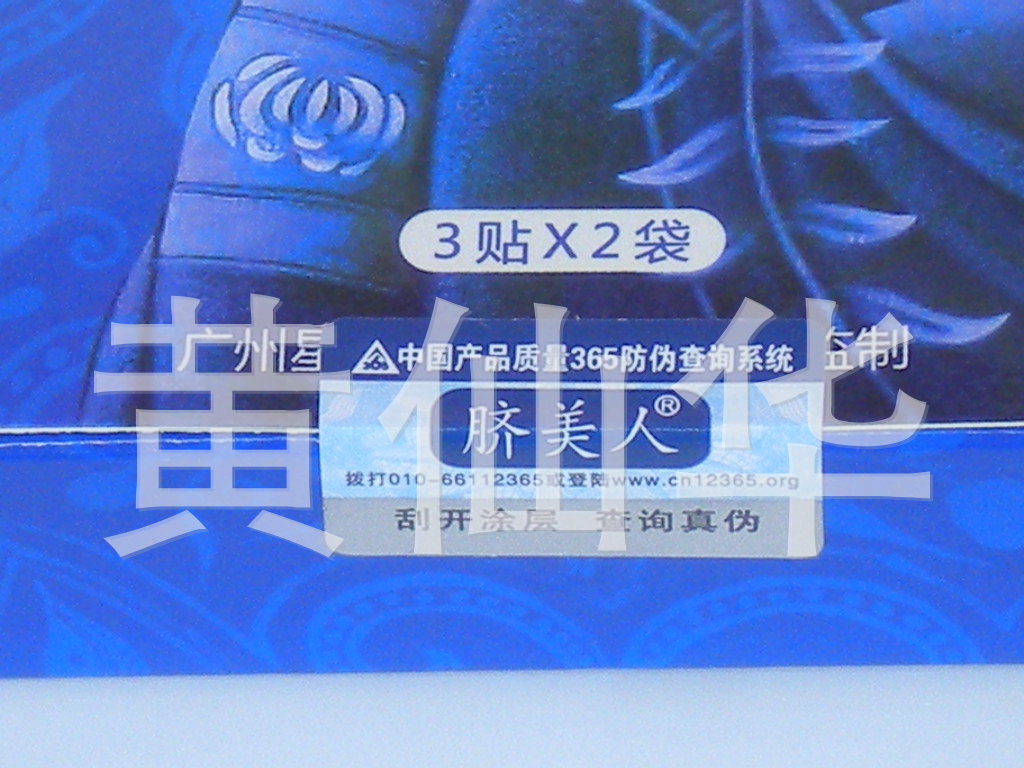 3贴X2袋
广州
监制
中国产品质量365防伪查询系统
脐美人®
拨打010-66112365或登陆www.cn12365.org
刮开涂层 查询真伪
黄仙华